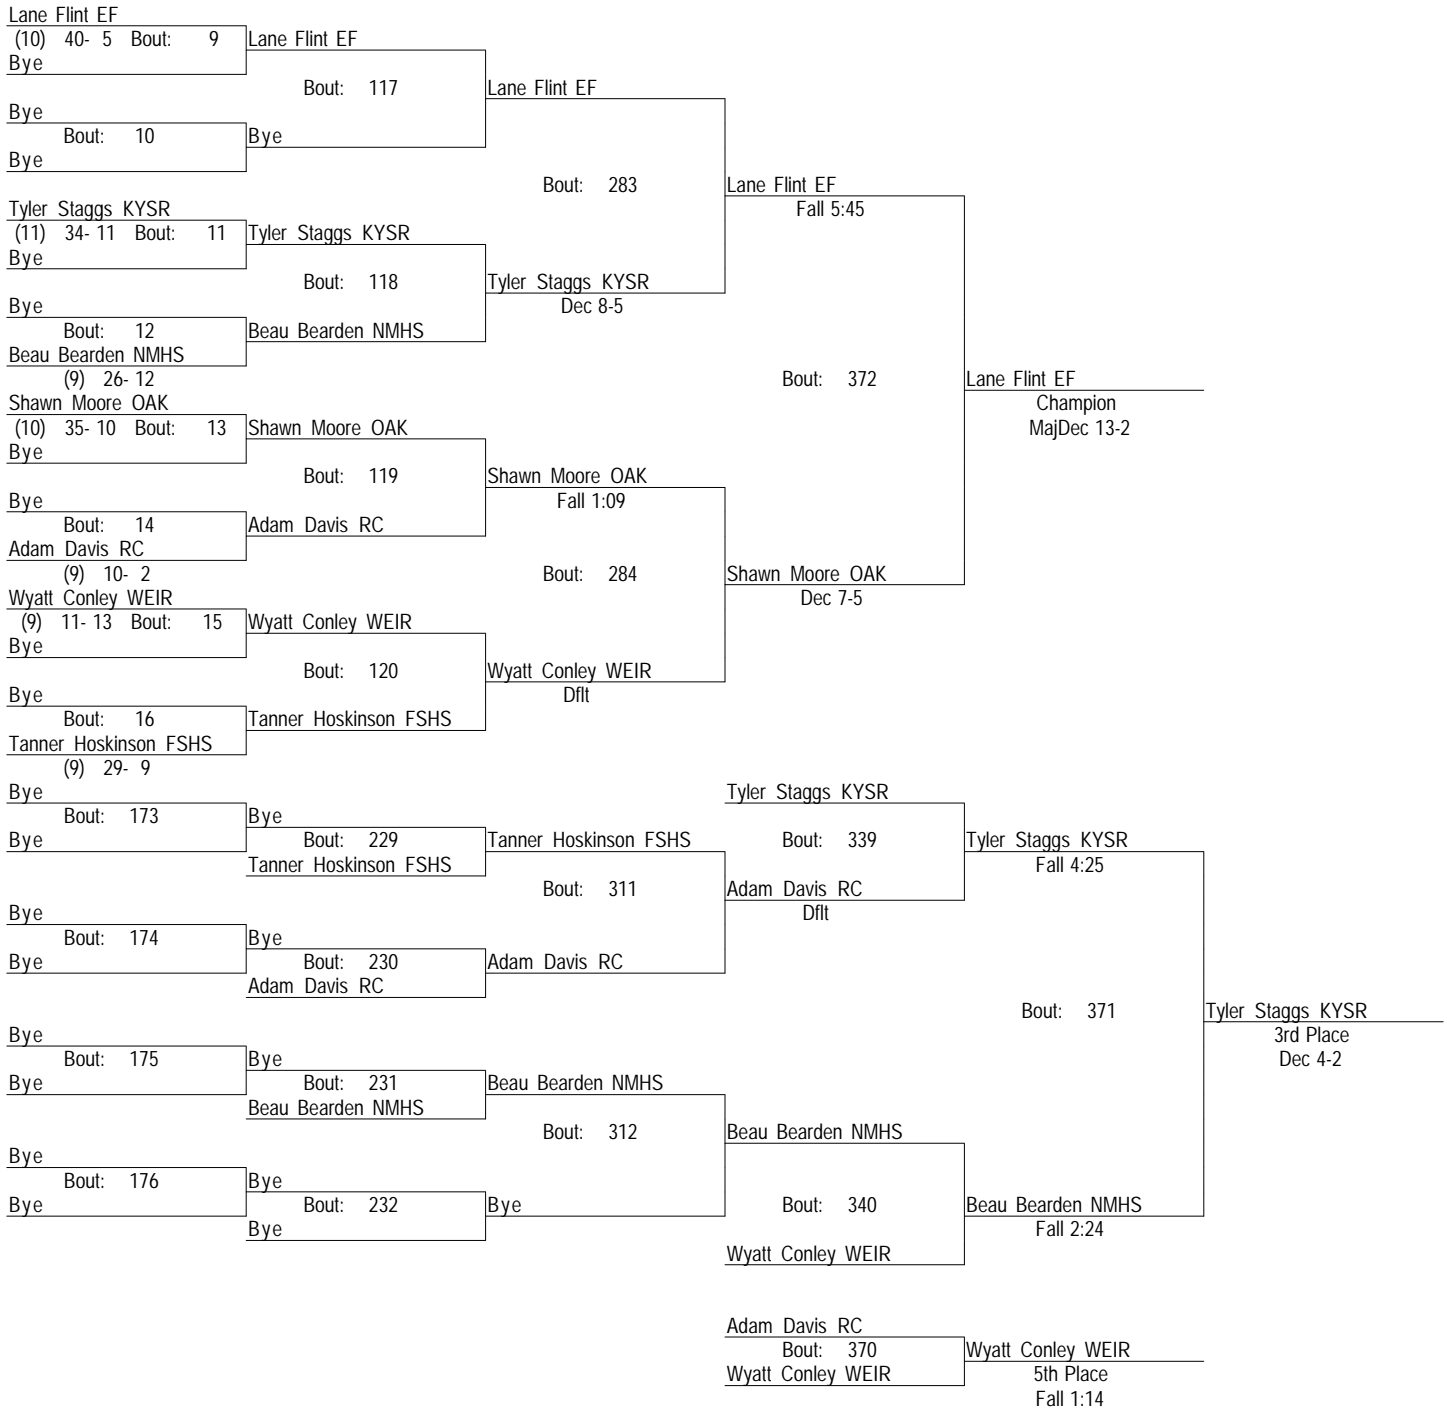 Lane Flint EF
(10) 40- 5 Bout: 9 Lane Flint EF
Bye
Bout: 117 Lane Flint EF
Bye
Bout: 10 Bye
Bye
Bout: 283 Lane Flint EF
Fall 5:45
Tyler Staggs KYSR
(11) 34- 11 Bout: 11 Tyler Staggs KYSR
Bye
Bout: 118 Tyler Staggs KYSR
Dec 8-5
Bye
Bout: 12 Beau Bearden NMHS
Beau Bearden NMHS
(9) 26- 12
Bout: 372 Lane Flint EF
Champion
MajDec 13-2
Shawn Moore OAK
(10) 35- 10 Bout: 13 Shawn Moore OAK
Bye
Bout: 119 Shawn Moore OAK
Fall 1:09
Bye
Bout: 14 Adam Davis RC
Adam Davis RC
(9) 10- 2
Bout: 284 Shawn Moore OAK
Dec 7-5
Wyatt Conley WEIR
(9) 11- 13 Bout: 15 Wyatt Conley WEIR
Bye
Bout: 120 Wyatt Conley WEIR
Dflt
Bye
Bout: 16 Tanner Hoskinson FSHS
Tanner Hoskinson FSHS
(9) 29- 9
Bye
Tyler Staggs KYSR
Bout: 173 Bye
Bye
Bout: 229 Tanner Hoskinson FSHS
Tanner Hoskinson FSHS
Bout: 339 Tyler Staggs KYSR
Fall 4:25
Bout: 311 Adam Davis RC
Dflt
Bye
Bout: 174 Bye
Bye
Bout: 230 Adam Davis RC
Adam Davis RC
Bout: 371 Tyler Staggs KYSR
3rd Place
Dec 4-2
Bye
Bout: 175 Bye
Bye
Bout: 231 Beau Bearden NMHS
Beau Bearden NMHS
Bout: 312 Beau Bearden NMHS
Bye
Bout: 176 Bye
Bye
Bout: 232 Bye
Bye
Bout: 340 Beau Bearden NMHS
Fall 2:24
Wyatt Conley WEIR
Adam Davis RC
Bout: 370 Wyatt Conley WEIR
Wyatt Conley WEIR
5th Place
Fall 1:14